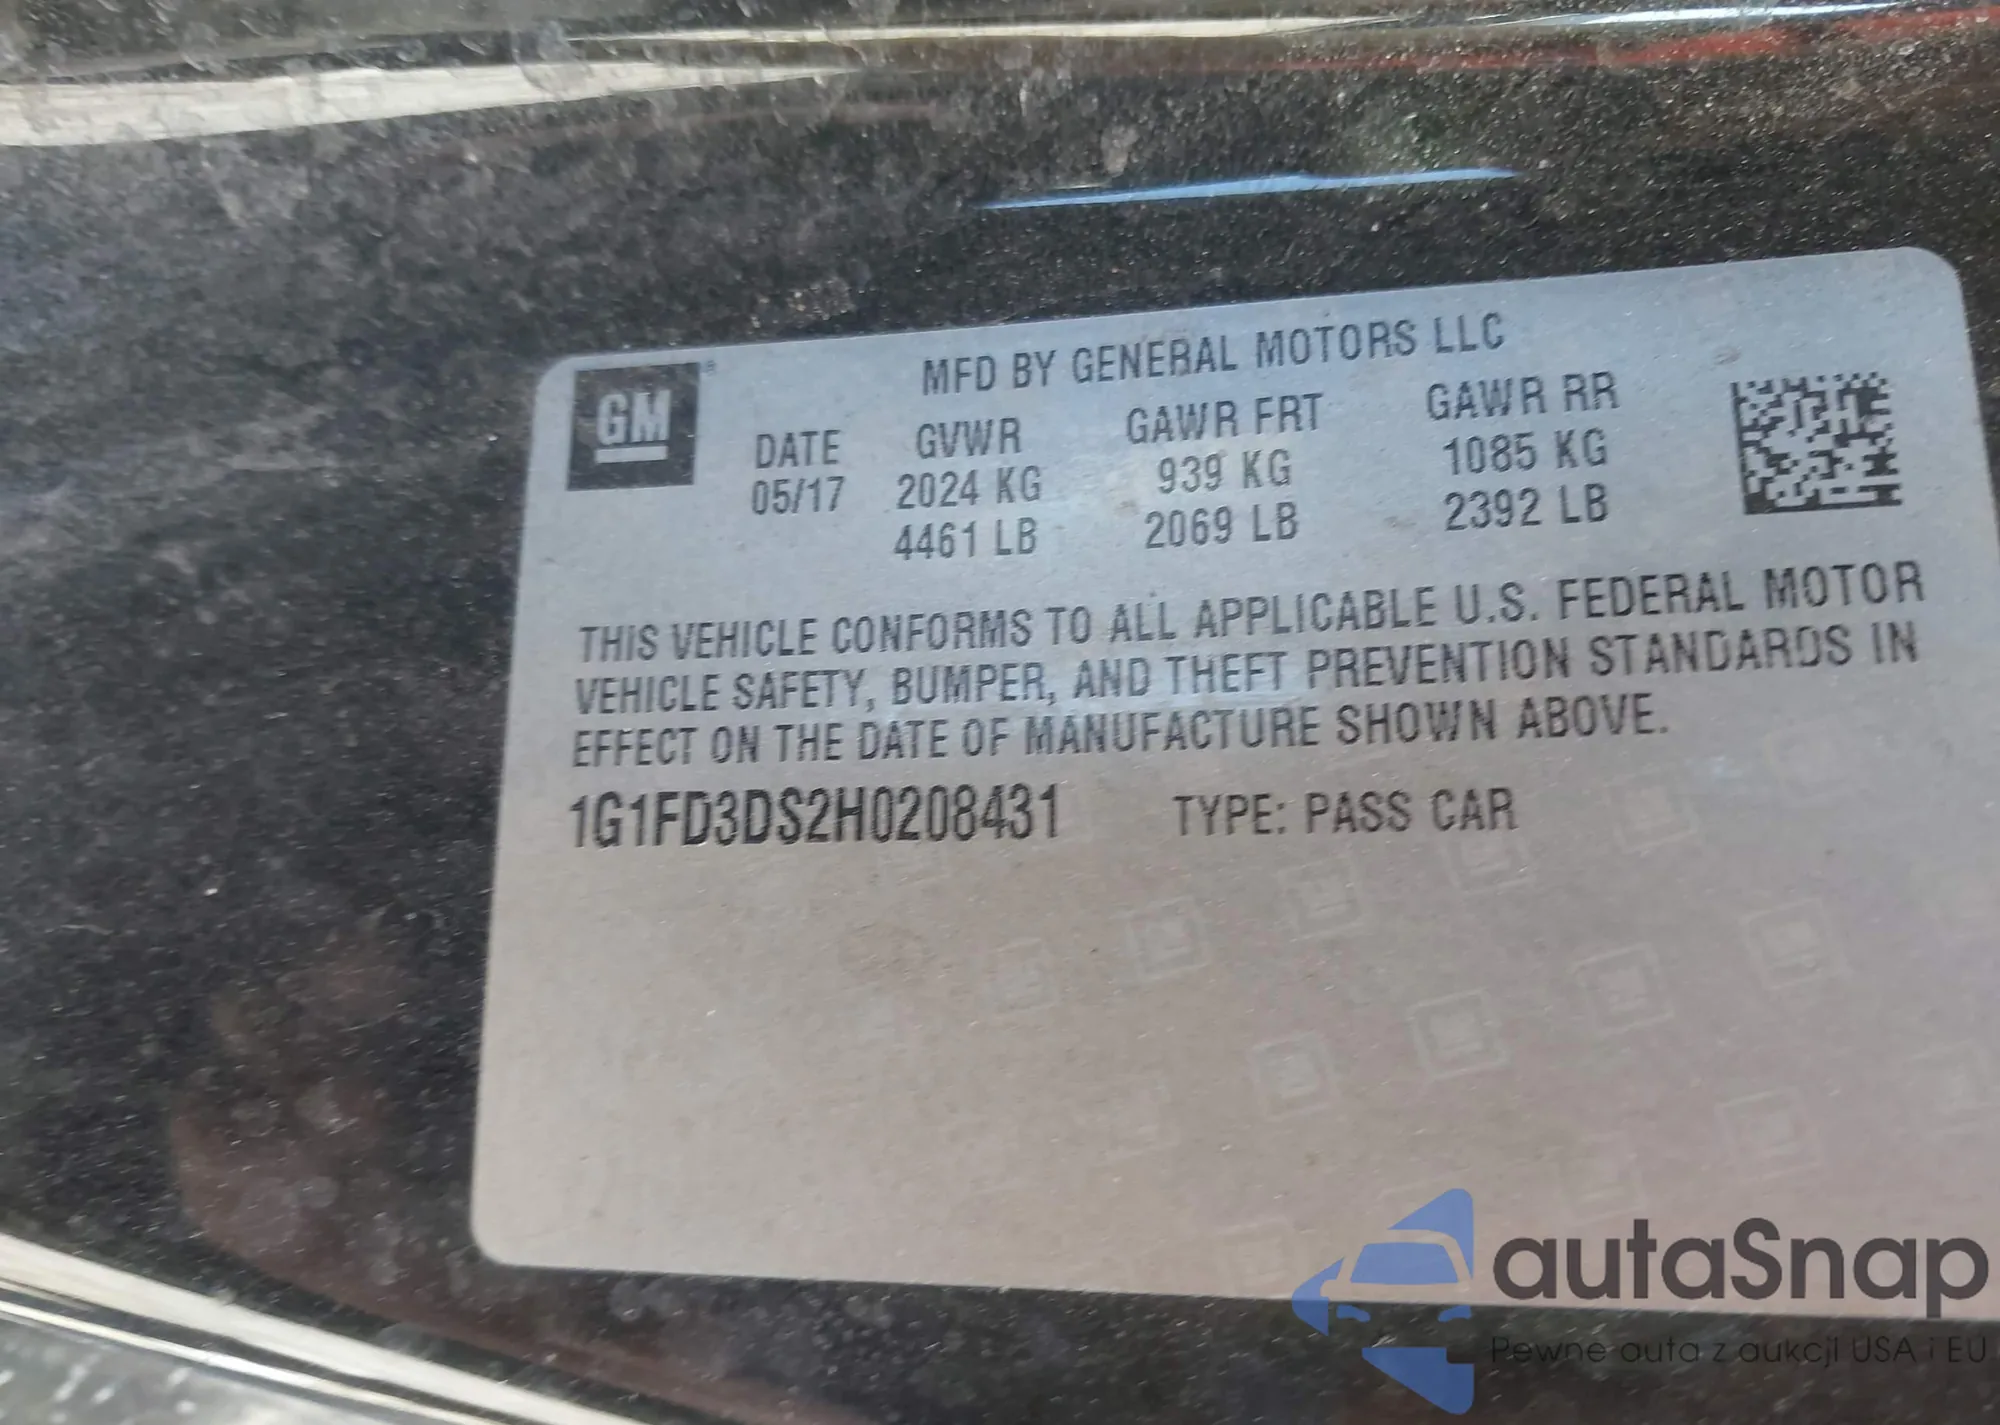 GM
MFD BY GENERAL MOTORS LLC
DATE GVWR GAWR FRT GAWR RR
05/17 2024 KG 939 KG 1085 KG
4461 LB 2069 LB 2392 LB
THIS VEHICLE CONFORMS TO ALL APPLICABLE U.S. FEDERAL MOTOR
VEHICLE SAFETY, BUMPER, AND THEFT PREVENTION STANDARDS IN
EFFECT ON THE DATE OF MANUFACTURE SHOWN ABOVE.
1G1FD3DS2H0208431 TYPE: PASS CAR
autaSnap
Pewne auta z aukcji USA i EU